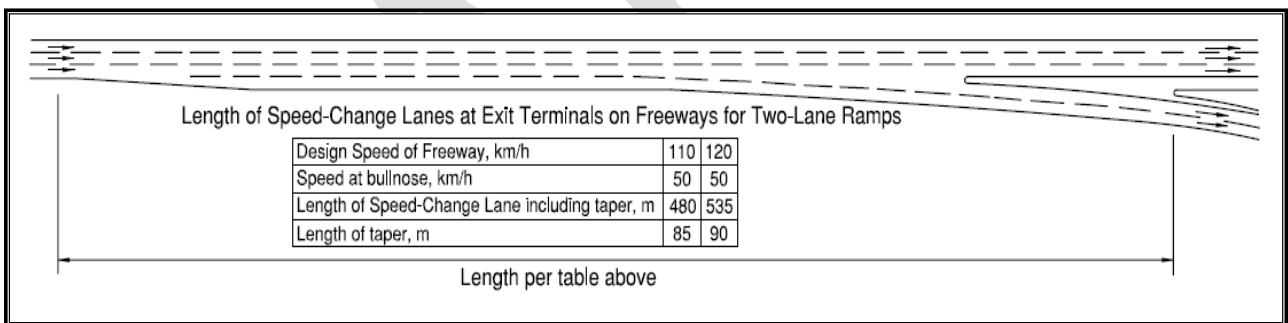 Length of Speed-Change Lanes at Exit Terminals on Freeways for Two-Lane Ramps
Design Speed of Freeway, km/h 110 120
Speed at bullnose, km/h 50 50
Length of Speed-Change Lane including taper, m 480 535
Length of taper, m 85 90
Length per table above